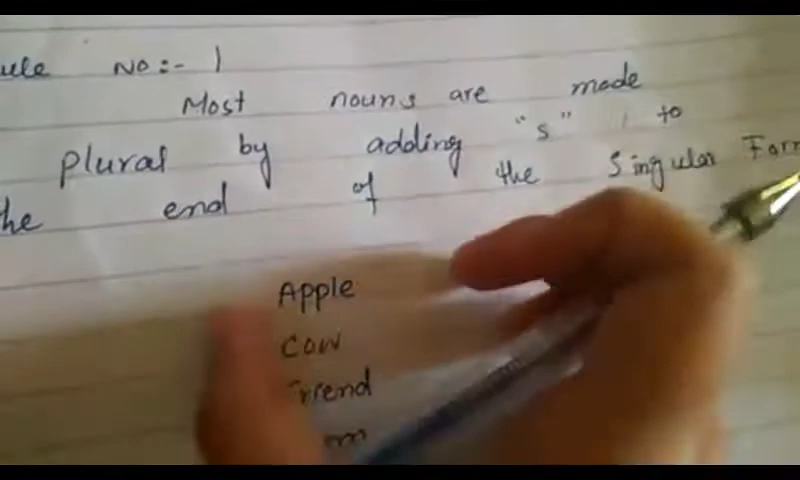 ule No:- 1
Most nouns are made
plural by adding "s" to
the end of the Singular Form
Apple
Cow
Friend